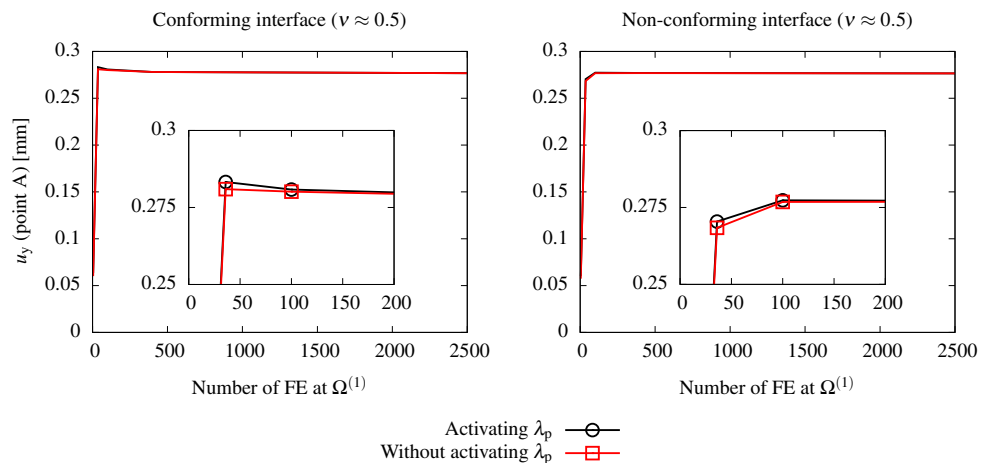 Conforming interface (ν ≈ 0.5)
Non-conforming interface (ν ≈ 0.5)
u_y (point A) [mm]
0.3
0.25
0.2
0.15
0.1
0.05
0
0 500 1000 1500 2000 2500
0.3
0.275
0.25
0 50 100 150 200
Number of FE at Ω^(1)
0.3
0.25
0.2
0.15
0.1
0.05
0
0 500 1000 1500 2000 2500
0.3
0.275
0.25
0 50 100 150 200
Number of FE at Ω^(1)
Activating λ_p
Without activating λ_p